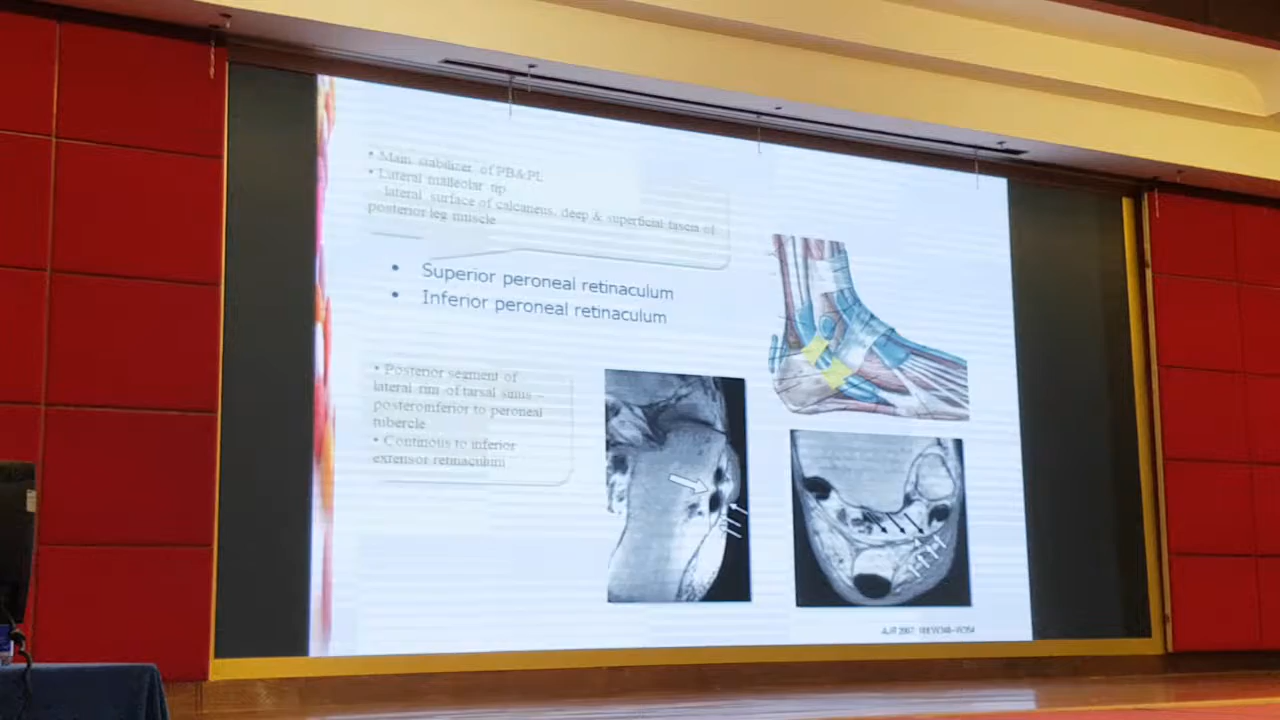 • Main stabilizer of PB&PL
• Lateral malleolar tip
lateral surface of calcaneus, deep & superficial fascia of
posterior leg muscle
• Superior peroneal retinaculum
• Inferior peroneal retinaculum
• Posterior segment of
lateral rim of tarsal sinus –
posteroinferior to peroneal
tubercle
• Continous to inferior
extensor retinaculum
AJR 2007;